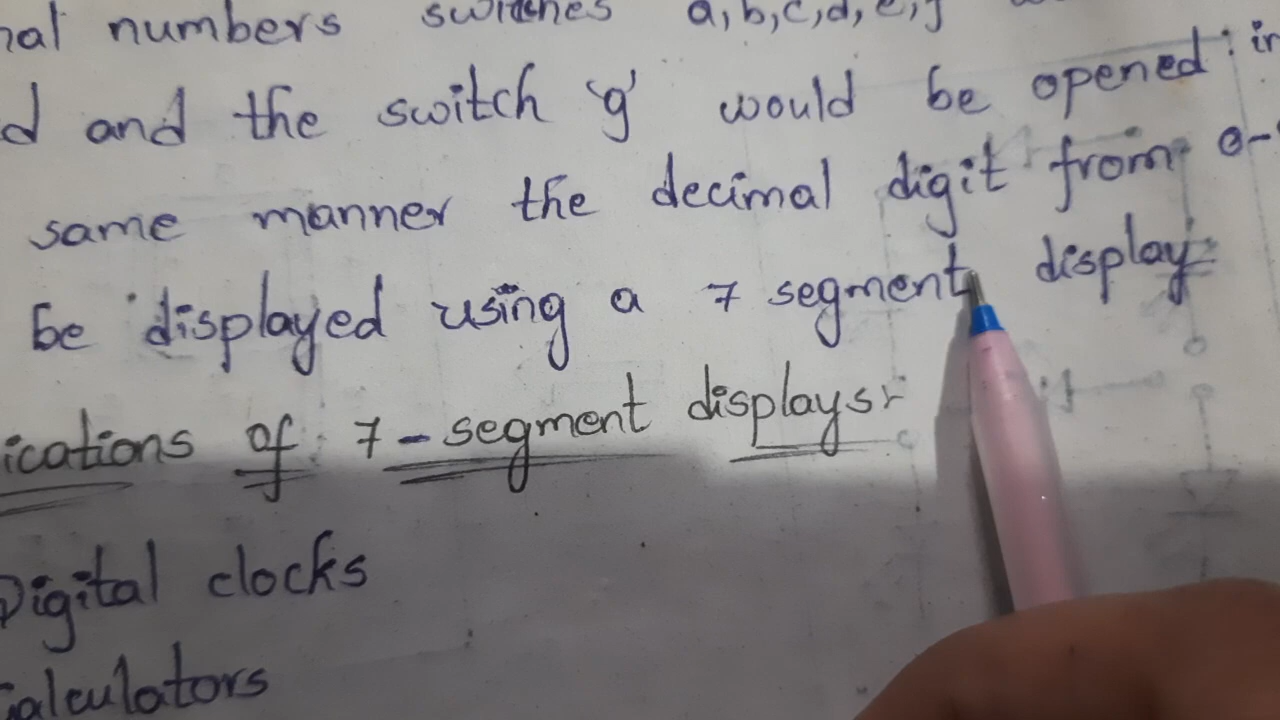 nal numbers switches a,b,c,d,e,f
d and the switch 'g' would be opened. in
same manner the decimal digit from 0-
be displayed using a 7 segment display
ications of 7-segment displays:-
Digital clocks
Calculators